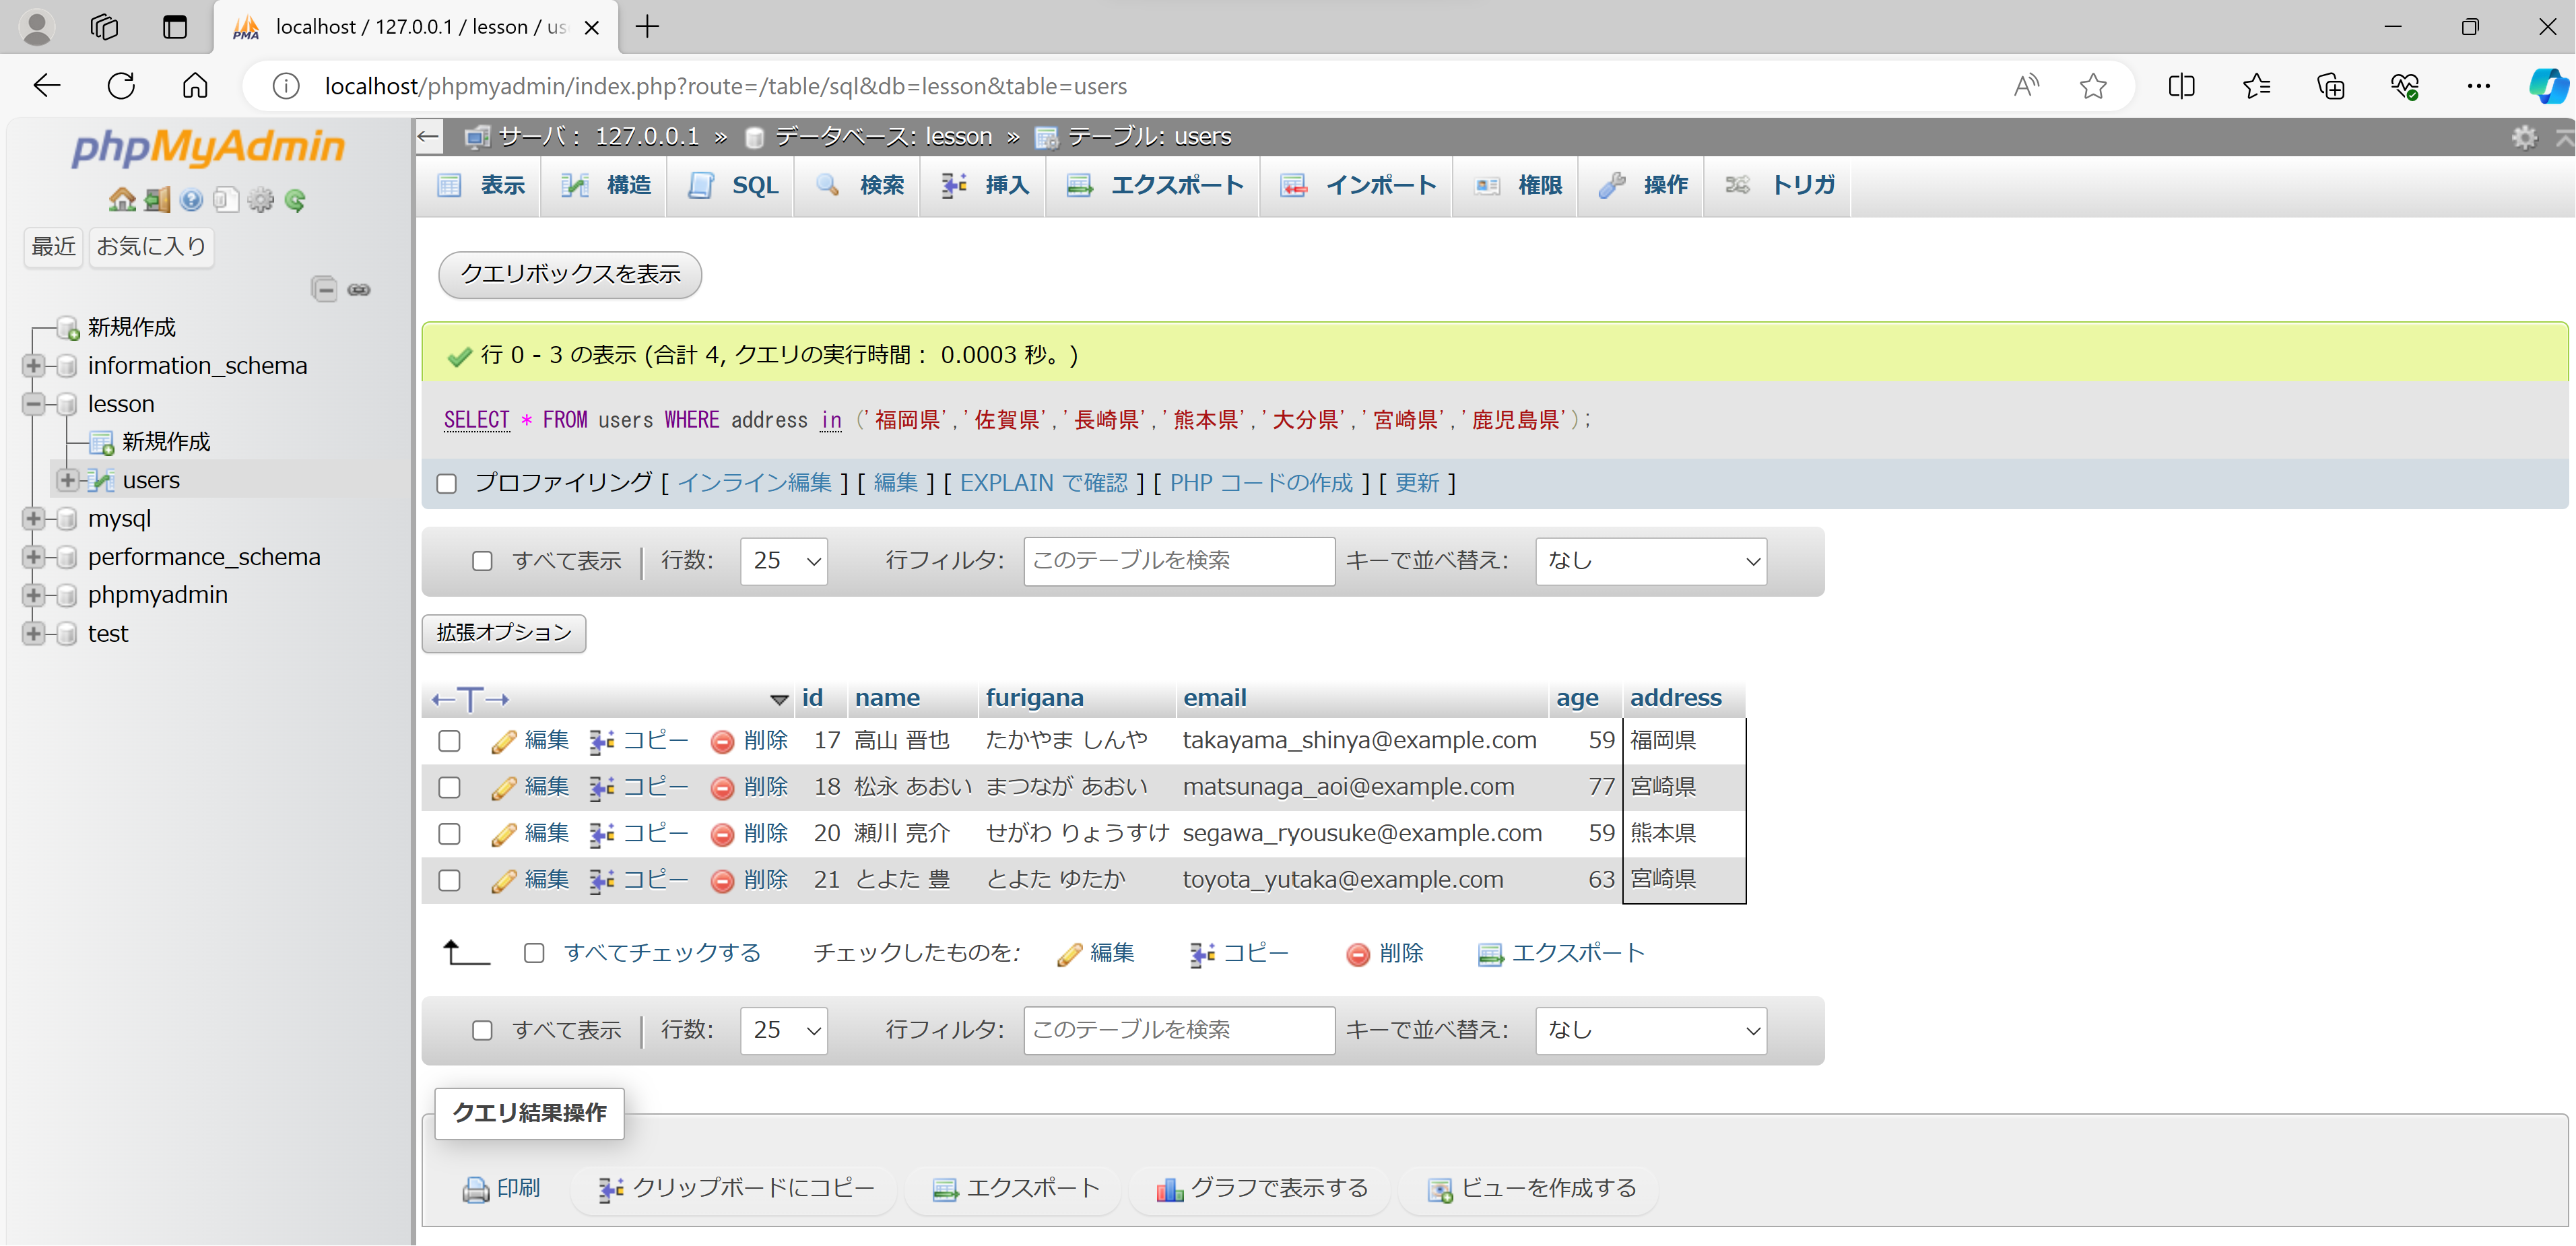 localhost / 127.0.0.1 / lesson / us
localhost/phpmyadmin/index.php?route=/table/sql&db=lesson&table=users
phpMyAdmin
最近 お気に入り
新規作成
information_schema
lesson
新規作成
users
mysql
performance_schema
phpmyadmin
test
サーバ: 127.0.0.1 » データベース: lesson » テーブル: users
表示 構造 SQL 検索 挿入 エクスポート インポート 権限 操作 トリガ
クエリボックスを表示
行 0 - 3 の表示 (合計 4, クエリの実行時間: 0.0003 秒。)
SELECT * FROM users WHERE address in ('福岡県','佐賀県','長崎県','熊本県','大分県','宮崎県','鹿児島県');
プロファイリング [ インライン編集 ] [ 編集 ] [ EXPLAIN で確認 ] [ PHP コードの作成 ] [ 更新 ]
すべて表示 行数: 25 行フィルタ: このテーブルを検索 キーで並べ替え: なし
拡張オプション
←T→ id name furigana email age address
編集 コピー 削除 17 高山 晋也 たかやま しんや takayama_shinya@example.com 59 福岡県
編集 コピー 削除 18 松永 あおい まつなが あおい matsunaga_aoi@example.com 77 宮崎県
編集 コピー 削除 20 瀬川 亮介 せがわ りょうすけ segawa_ryousuke@example.com 59 熊本県
編集 コピー 削除 21 とよた 豊 とよた ゆたか toyota_yutaka@example.com 63 宮崎県
すべてチェックする チェックしたものを: 編集 コピー 削除 エクスポート
すべて表示 行数: 25 行フィルタ: このテーブルを検索 キーで並べ替え: なし
クエリ結果操作
印刷 クリップボードにコピー エクスポート グラフで表示する ビューを作成する